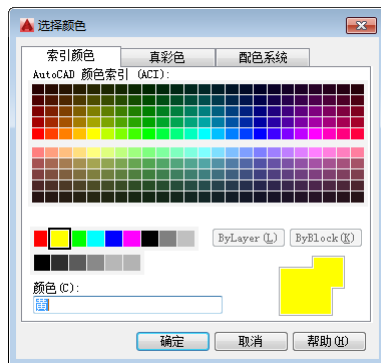 选择颜色
索引颜色 真彩色 配色系统
AutoCAD 颜色索引 (ACI):
ByLayer(L) ByBlock(K)
颜色(C):
确定 取消 帮助(H)